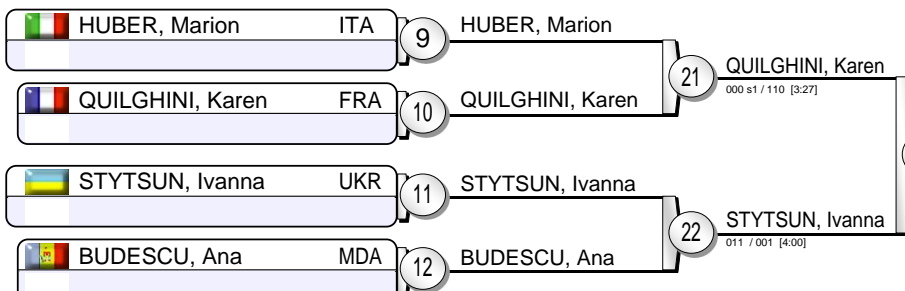 HUBER, Marion ITA 9 HUBER, Marion
21 QUILGHINI, Karen
000 s1 / 110 [3:27]
QUILGHINI, Karen FRA 10 QUILGHINI, Karen
STYTSUN, Ivanna UKR 11 STYTSUN, Ivanna
22 STYTSUN, Ivanna
011 / 001 [4:00]
BUDESCU, Ana MDA 12 BUDESCU, Ana